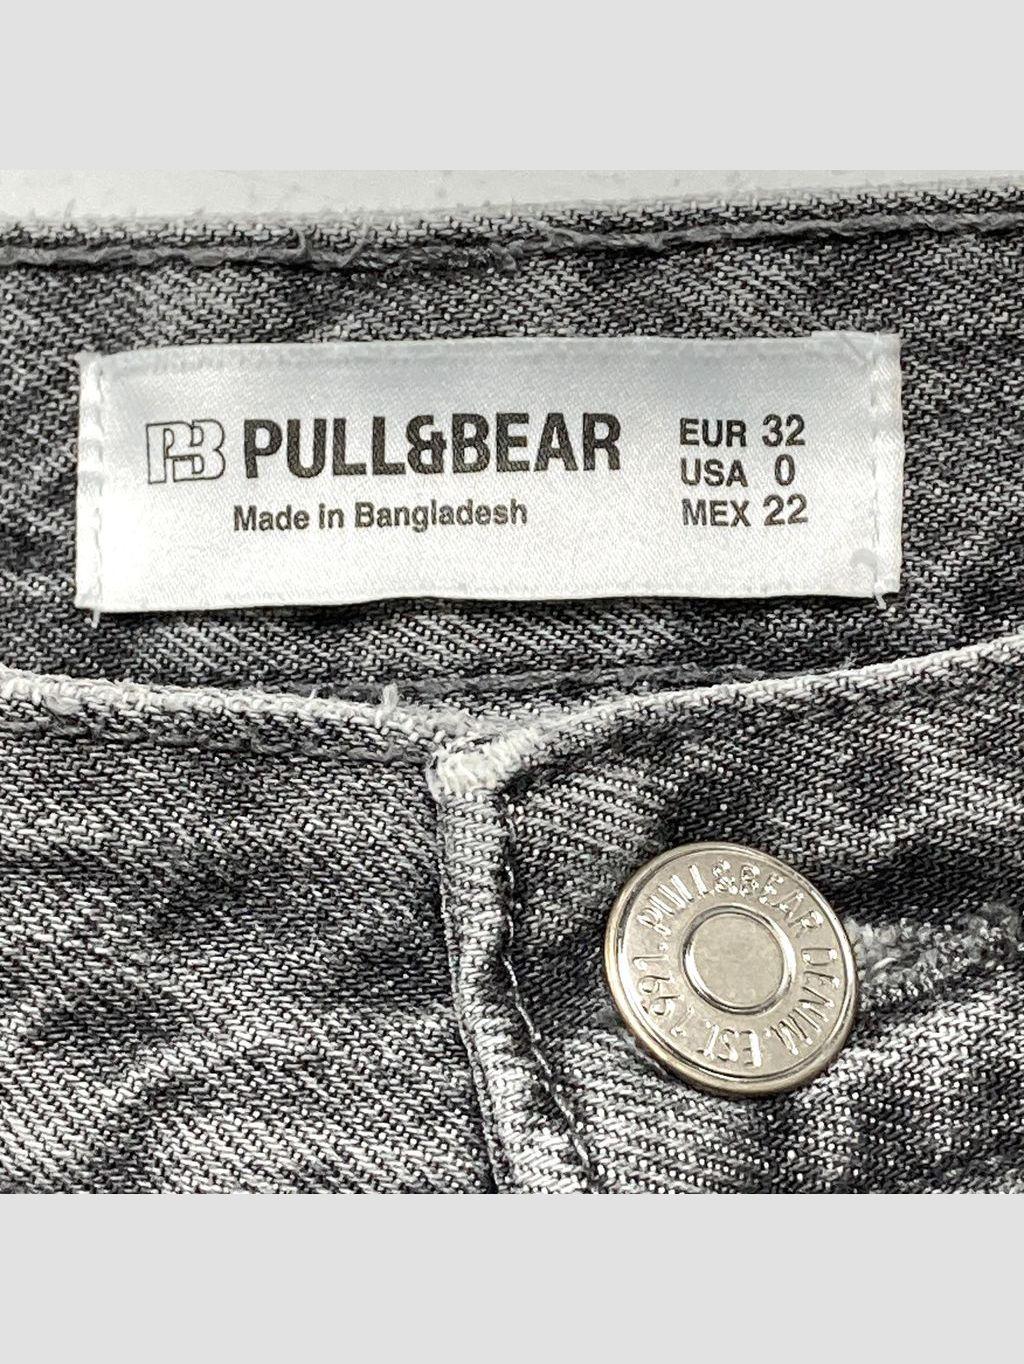 PB PULL&BEAR
Made in Bangladesh
EUR 32
USA 0
MEX 22
PULL&BEAR DENIM. EST. 1991.